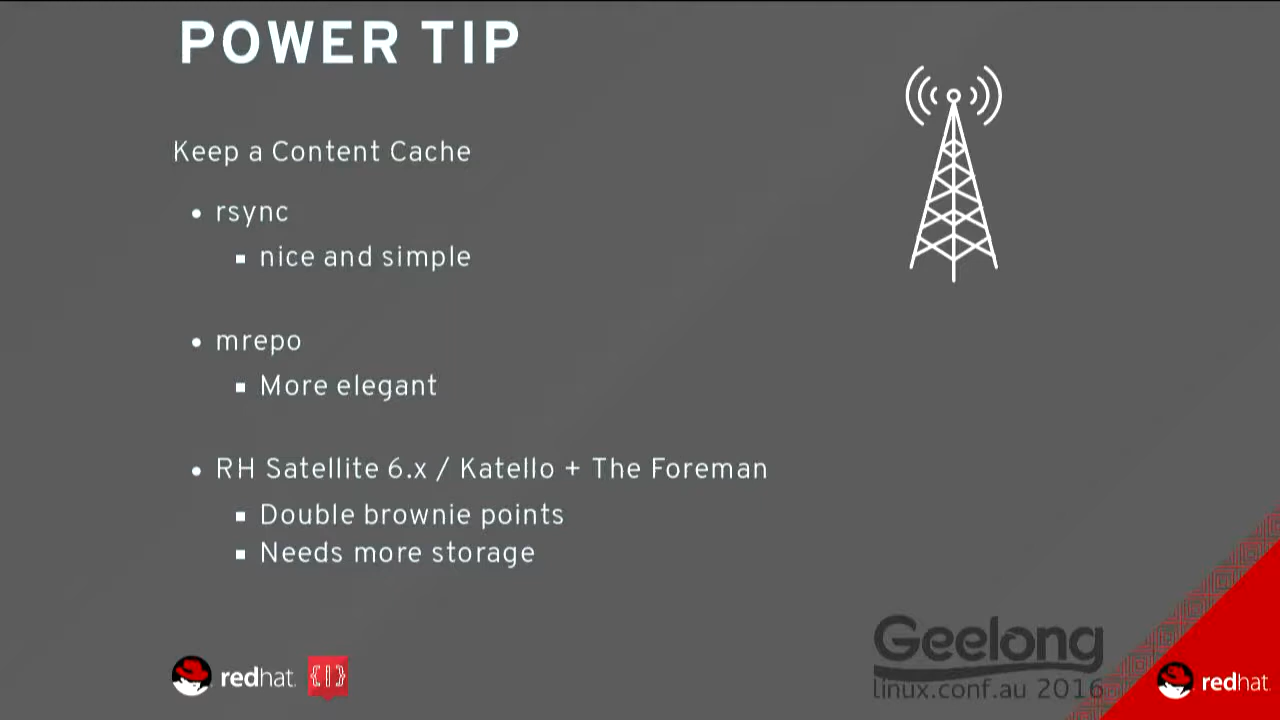 POWER TIP
Keep a Content Cache
rsync
nice and simple
mrepo
More elegant
RH Satellite 6.x / Katello + The Foreman
Double brownie points
Needs more storage
redhat.
{|}
Geelong
linux.conf.au 2016
redhat.